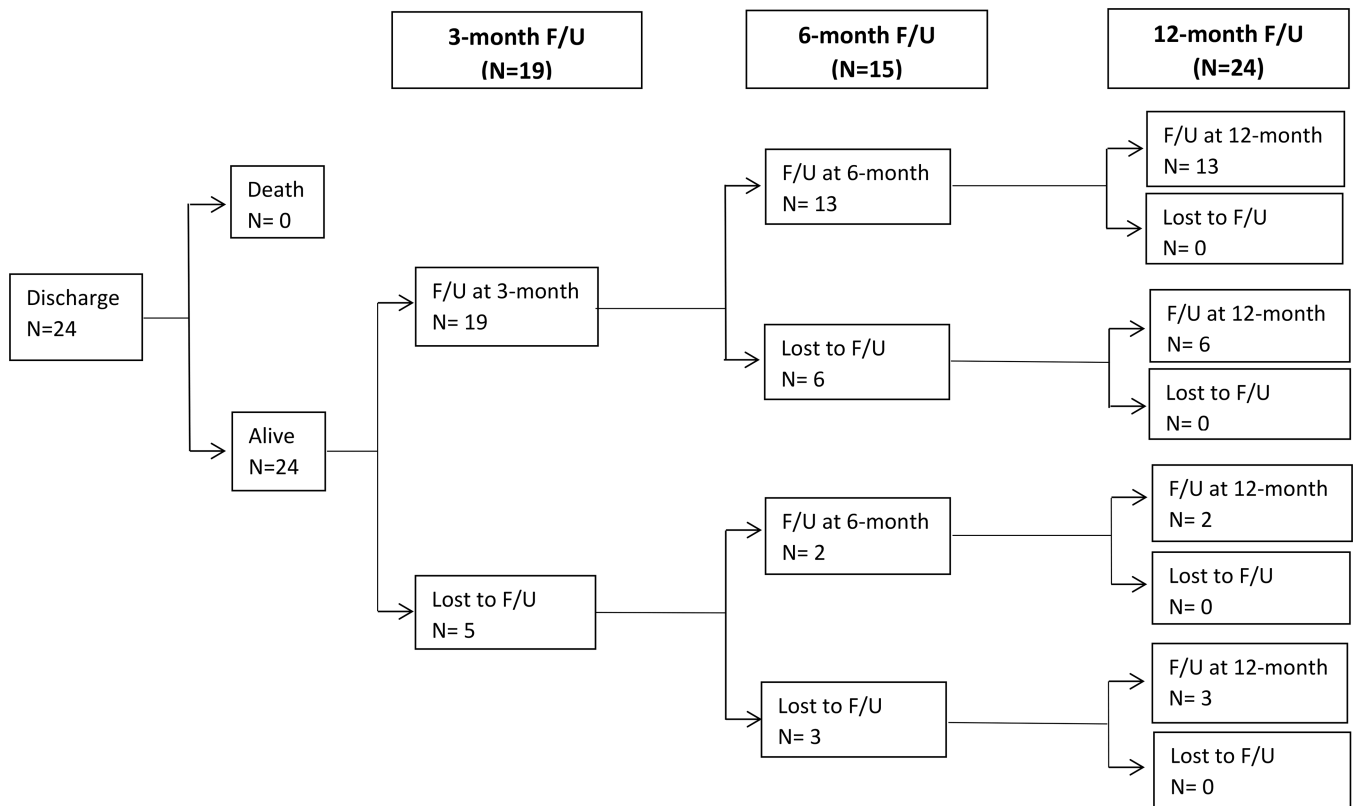 3-month F/U
(N=19)
6-month F/U
(N=15)
12-month F/U
(N=24)
Discharge
N=24
Death
N= 0
Alive
N=24
F/U at 3-month
N= 19
Lost to F/U
N= 5
F/U at 6-month
N= 13
Lost to F/U
N= 6
F/U at 6-month
N= 2
Lost to F/U
N= 3
F/U at 12-month
N= 13
Lost to F/U
N= 0
F/U at 12-month
N= 6
Lost to F/U
N= 0
F/U at 12-month
N= 2
Lost to F/U
N= 0
F/U at 12-month
N= 3
Lost to F/U
N= 0